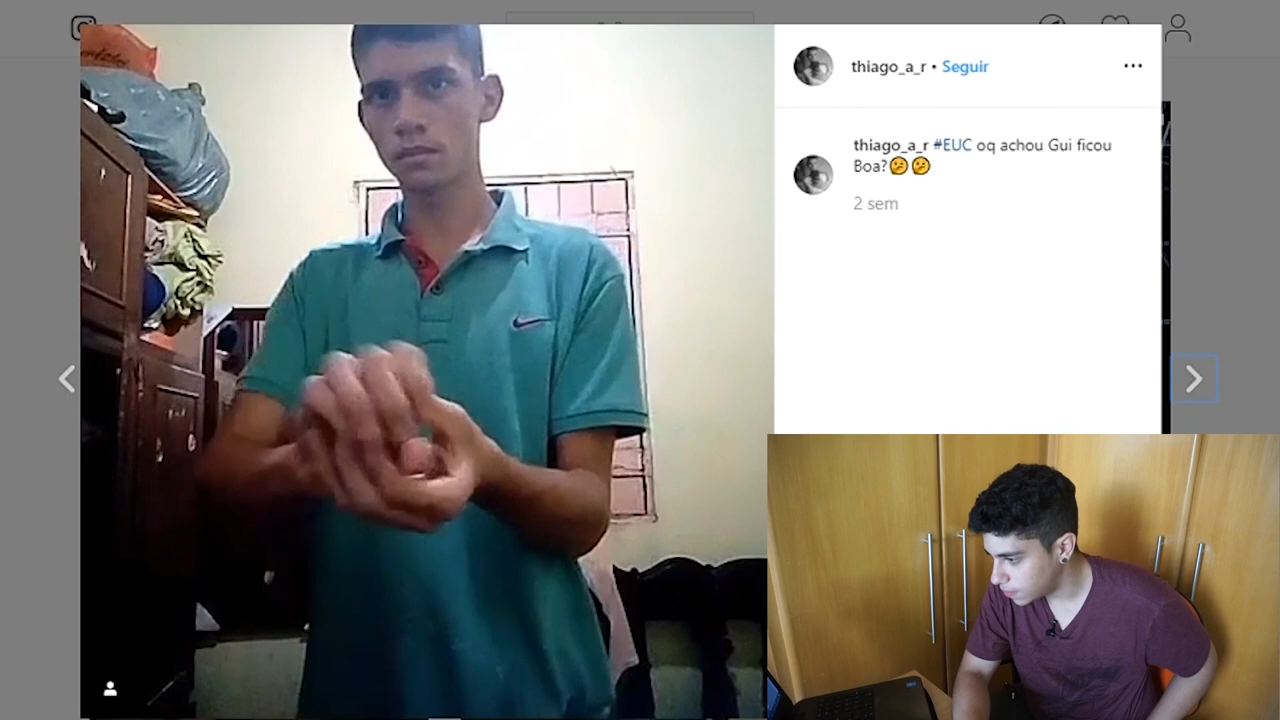 thiago_a_r • Seguir
thiago_a_r #EUC oq achou Gui ficou
Boa?🫤🫤
2 sem